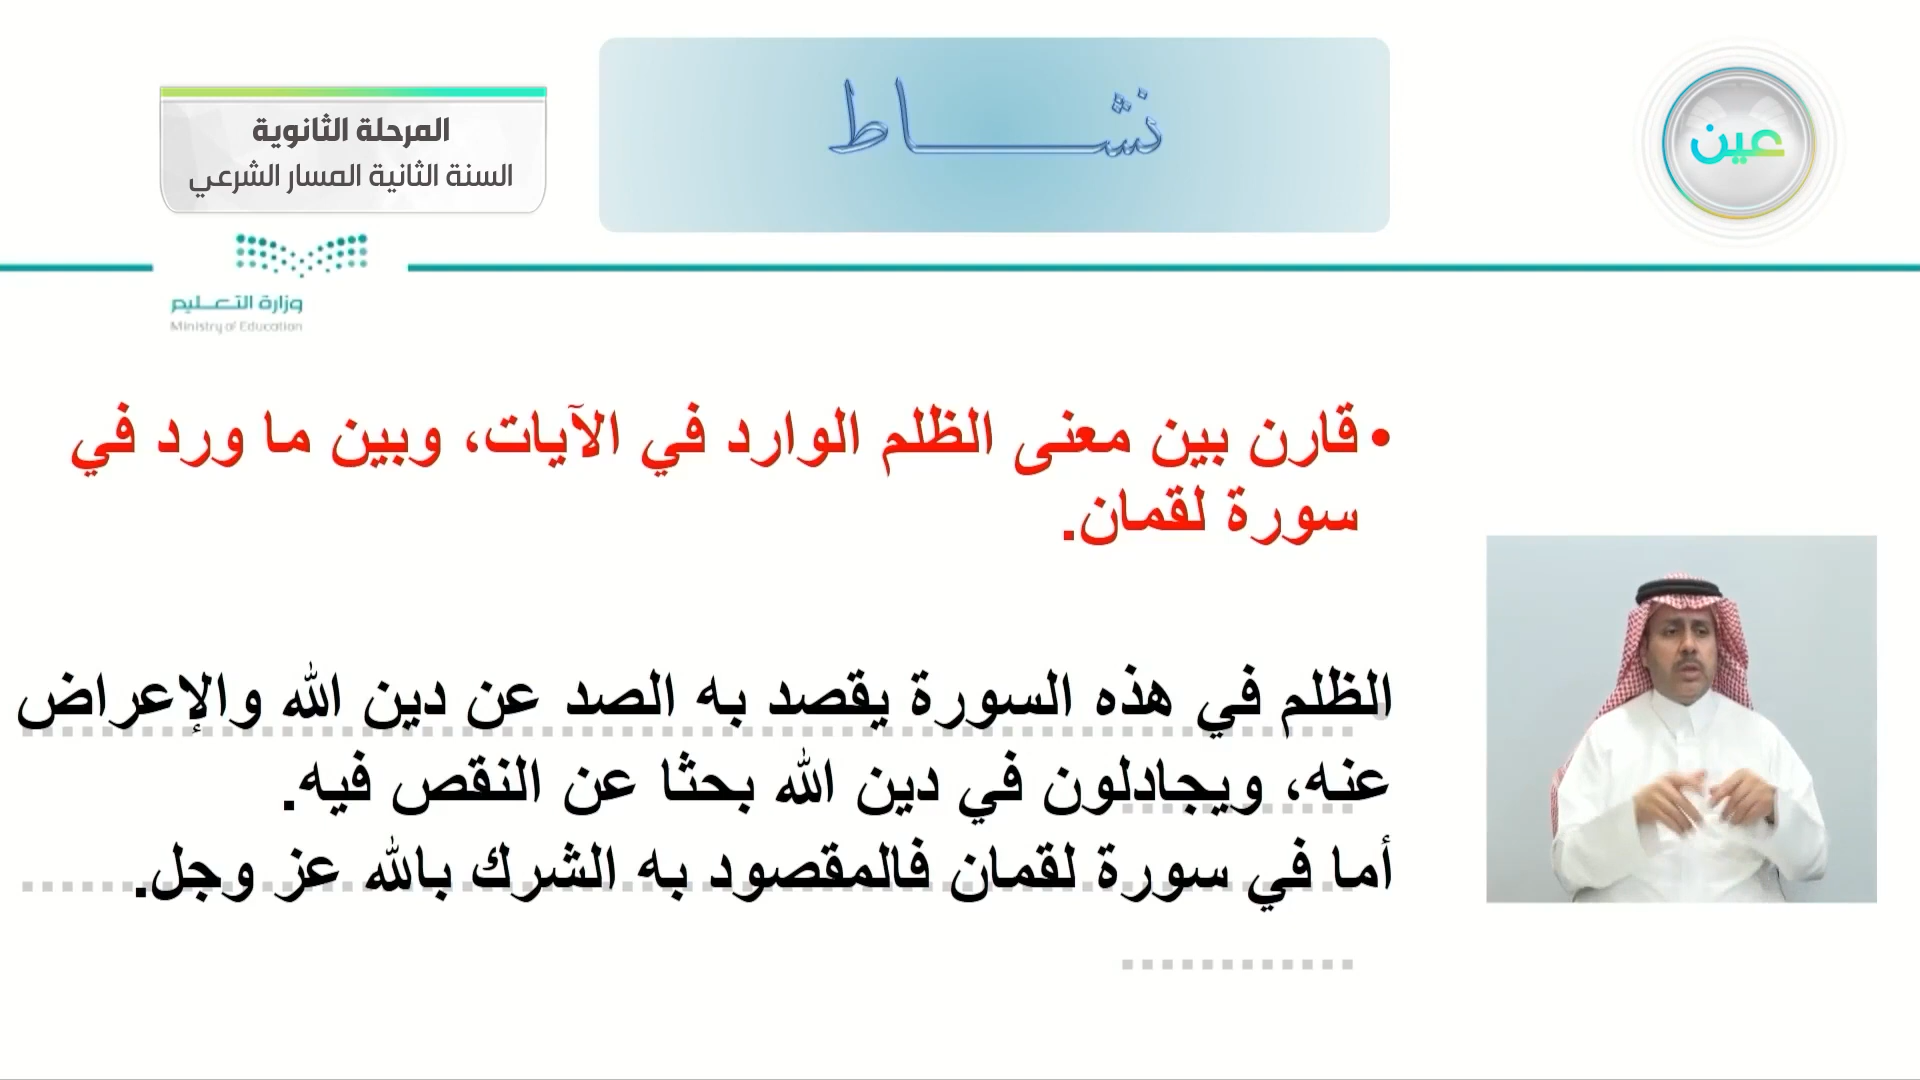 نشاط
المرحلة الثانوية
السنة الثانية المسار الشرعي
عين
وزارة التعليم
Ministry of Education
• قارن بين معنى الظلم الوارد في الآيات، وبين ما ورد في
سورة لقمان.
الظلم في هذه السورة يقصد به الصد عن دين الله والإعراض
عنه، ويجادلون في دين الله بحثا عن النقص فيه.
أما في سورة لقمان فالمقصود به الشرك بالله عز وجل.